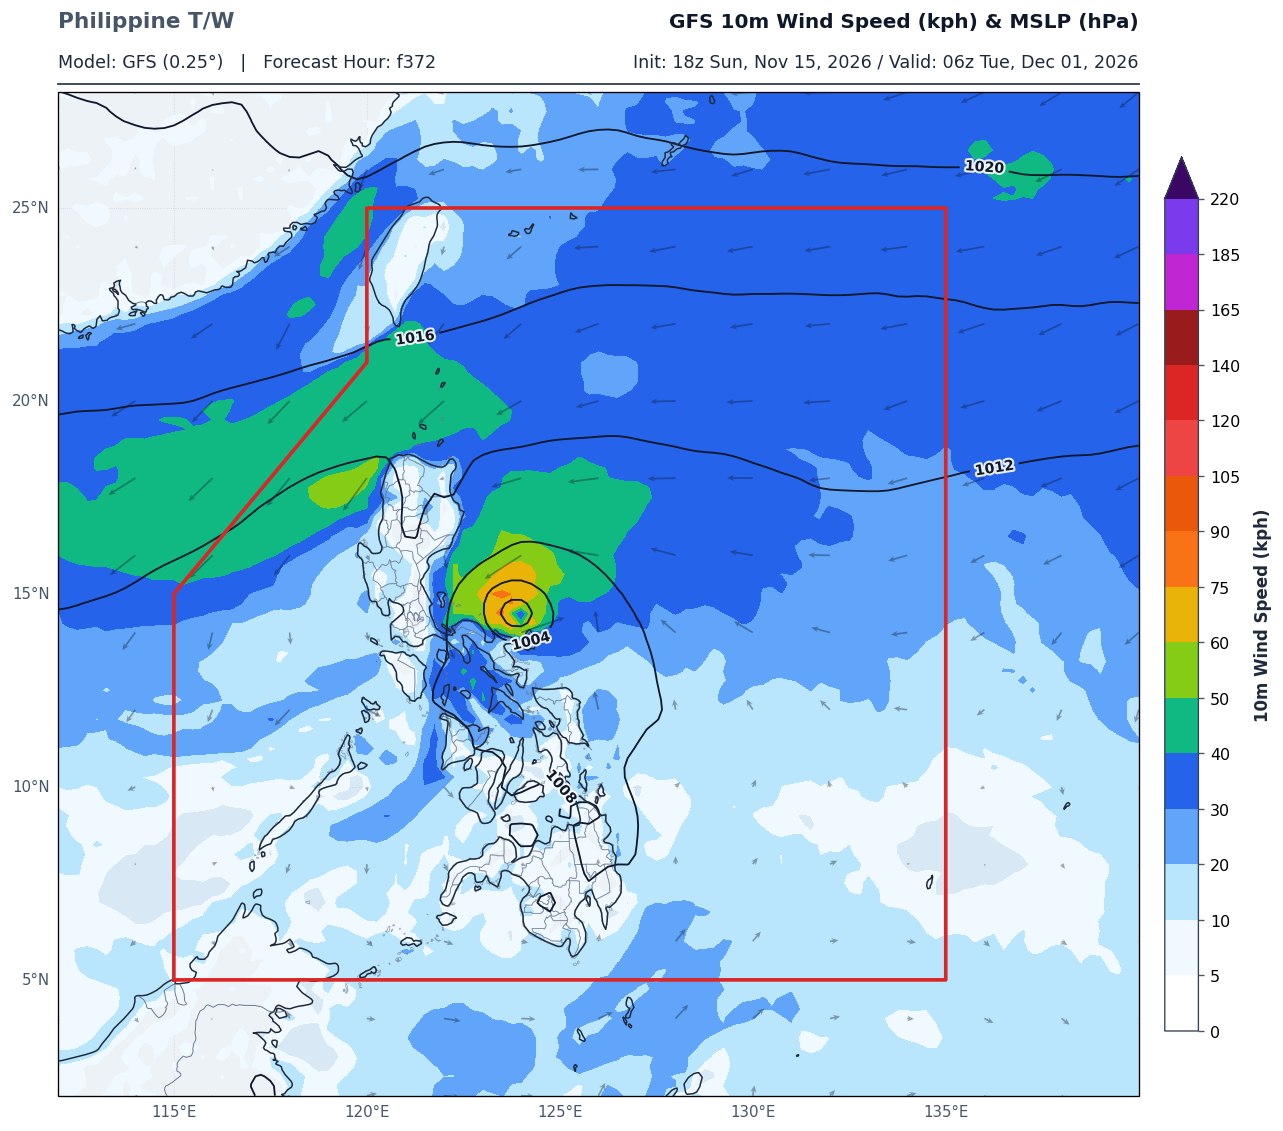 Philippine T/W
GFS 10m Wind Speed (kph) & MSLP (hPa)
Model: GFS (0.25°)   |   Forecast Hour: f372
Init: 18z Sun, Nov 15, 2026 / Valid: 06z Tue, Dec 01, 2026
1020
1016
1012
1004
1008
25°N
20°N
15°N
10°N
5°N
115°E
120°E
125°E
130°E
135°E
220
185
165
140
120
105
90
75
60
50
40
30
20
10
5
0
10m Wind Speed (kph)